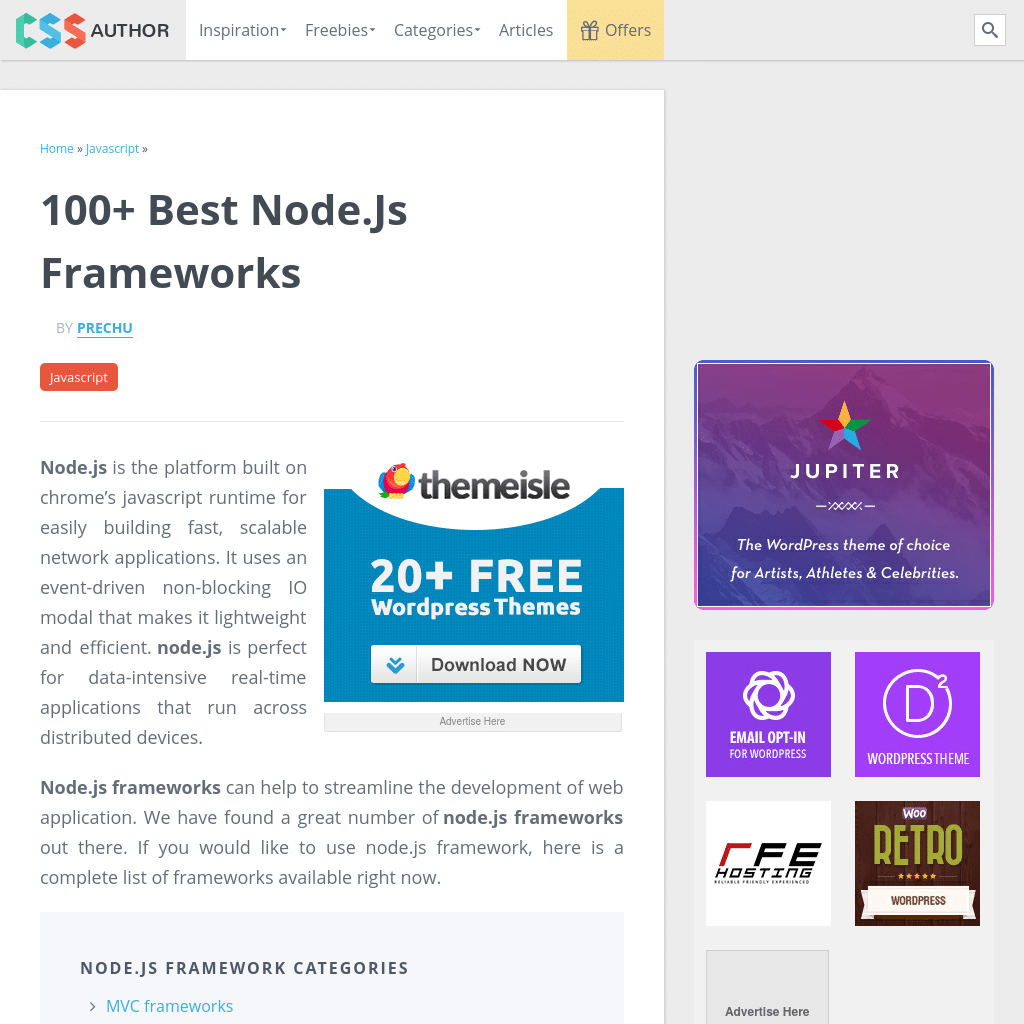 CSS AUTHOR
Inspiration
Freebies
Categories
Articles
Offers
Home » Javascript »
100+ Best Node.Js
Frameworks
BY PRECHU
Javascript
Node.js is the platform built on
chrome’s javascript runtime for
easily building fast, scalable
network applications. It uses an
event-driven non-blocking IO
modal that makes it lightweight
and efficient. node.js is perfect
for data-intensive real-time
applications that run across
distributed devices.
themeisle
20+ FREE
Wordpress Themes
Download NOW
Advertise Here
Node.js frameworks can help to streamline the development of web
application. We have found a great number of node.js frameworks
out there. If you would like to use node.js framework, here is a
complete list of frameworks available right now.
NODE.JS FRAMEWORK CATEGORIES
MVC frameworks
JUPITER
The WordPress theme of choice
for Artists, Athletes & Celebrities.
EMAIL OPT-IN
FOR WORDPRESS
D2
WORDPRESS THEME
RFE
HOSTING
RELIABLE FRIENDLY EXPERIENCED
Woo
RETRO
WORDPRESS
Advertise Here